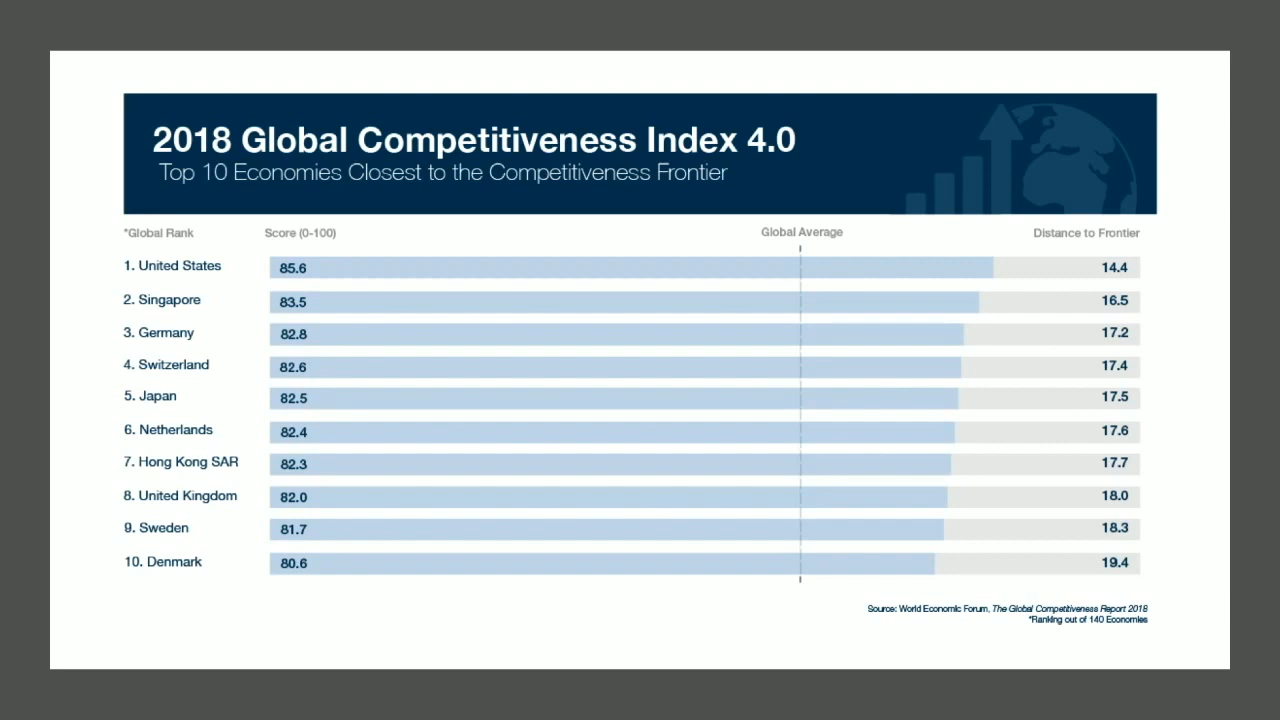 2018 Global Competitiveness Index 4.0
Top 10 Economies Closest to the Competitiveness Frontier
*Global Rank Score (0-100) Global Average Distance to Frontier
1. United States 85.6 14.4
2. Singapore 83.5 16.5
3. Germany 82.8 17.2
4. Switzerland 82.6 17.4
5. Japan 82.5 17.5
6. Netherlands 82.4 17.6
7. Hong Kong SAR 82.3 17.7
8. United Kingdom 82.0 18.0
9. Sweden 81.7 18.3
10. Denmark 80.6 19.4
Source: World Economic Forum, The Global Competitiveness Report 2018
*Ranking out of 140 Economies